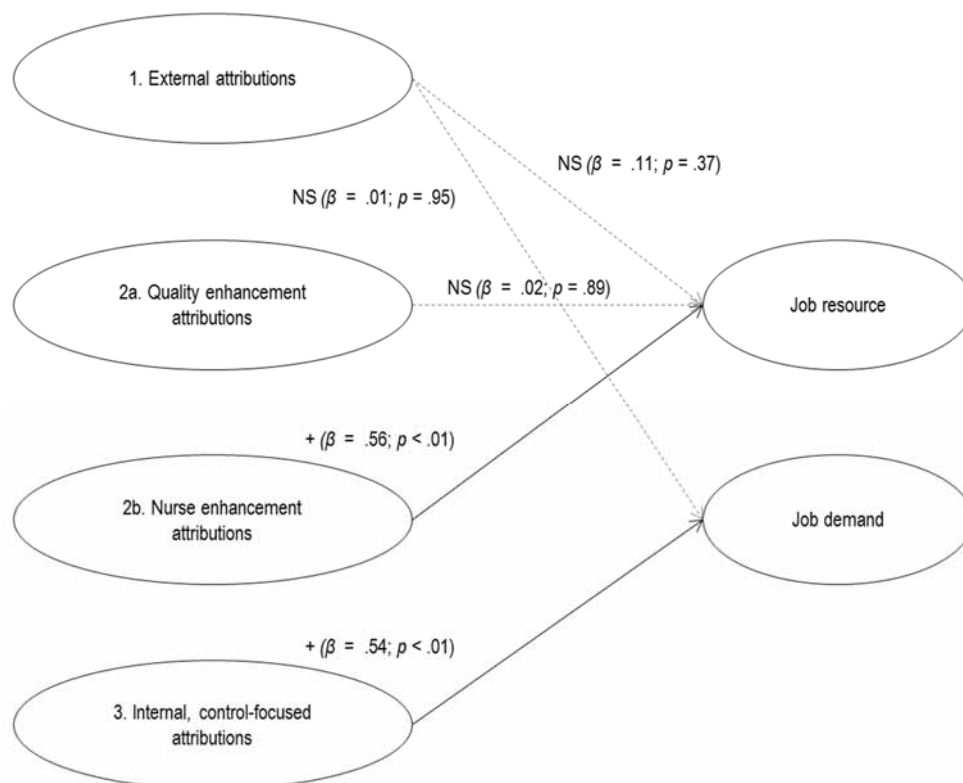 1. External attributions
NS (β = .11; p = .37)
NS (β = .01; p = .95)
2a. Quality enhancement
attributions
NS (β = .02; p = .89)
Job resource
+ (β = .56; p < .01)
2b. Nurse enhancement
attributions
Job demand
+ (β = .54; p < .01)
3. Internal, control-focused
attributions